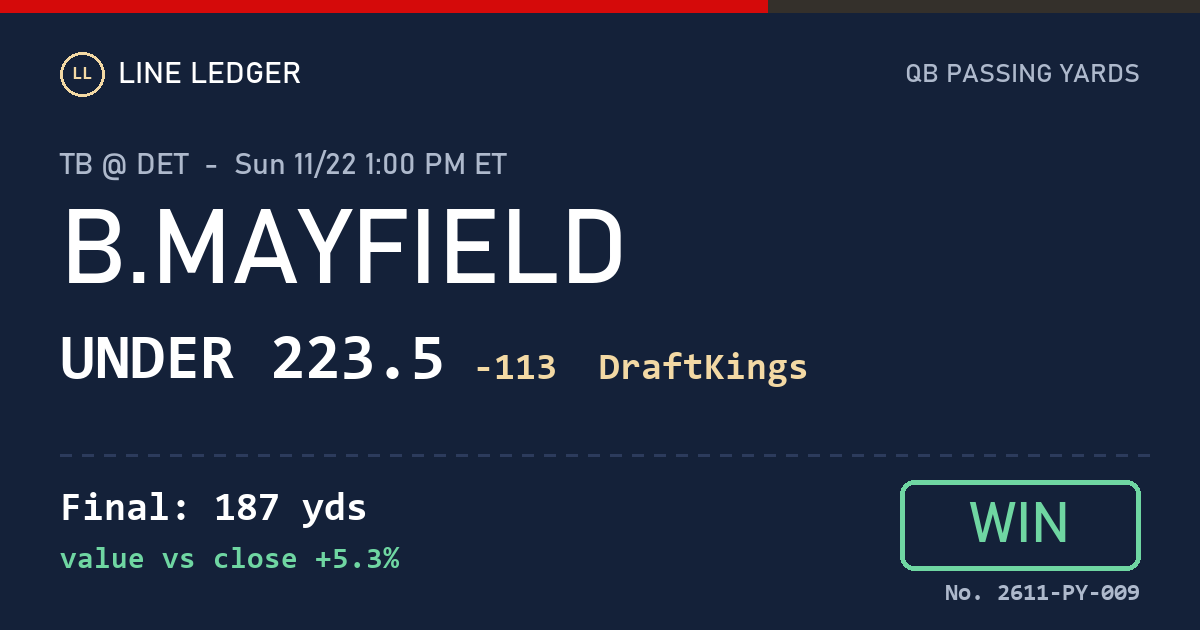 LL LINE LEDGER
QB PASSING YARDS
TB @ DET - Sun 11/22 1:00 PM ET
B.MAYFIELD
UNDER 223.5 -113 DraftKings
Final: 187 yds
value vs close +5.3%
WIN
No. 2611-PY-009